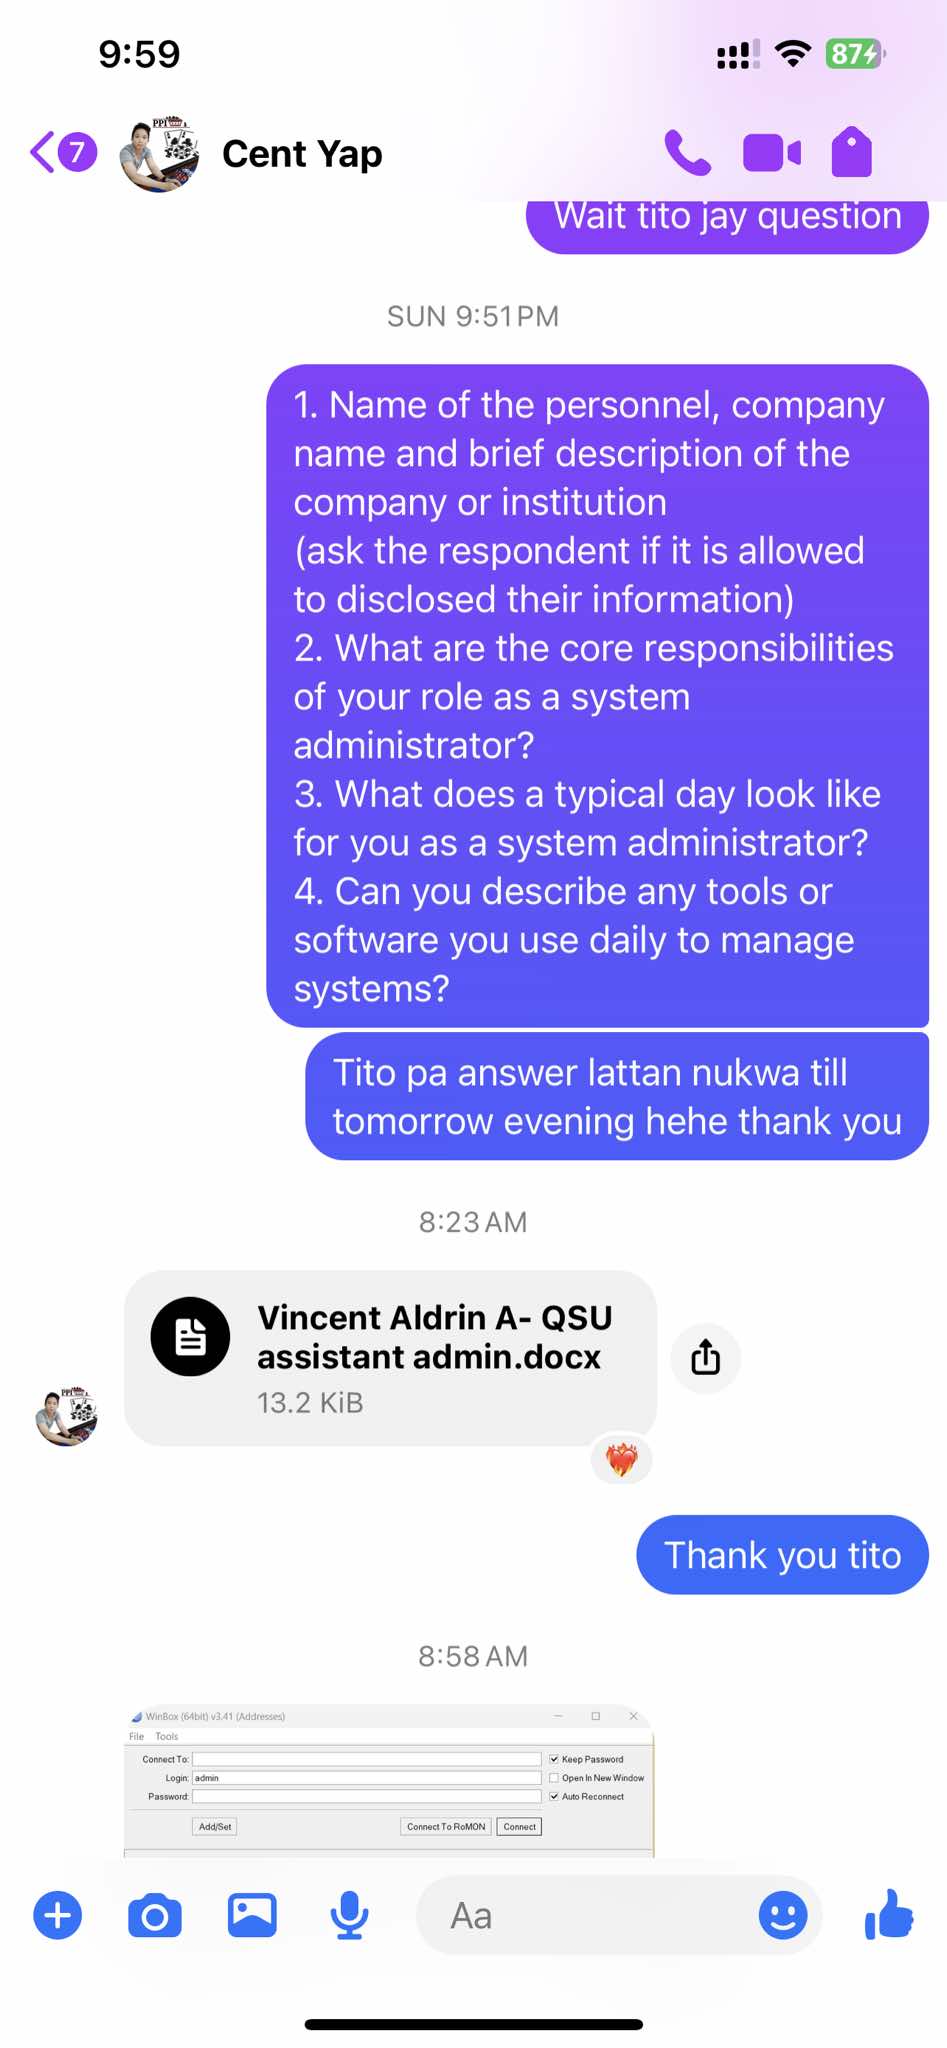 9:59
87
7
Cent Yap
Wait tito jay question
SUN 9:51 PM
1. Name of the personnel, company
name and brief description of the
company or institution
(ask the respondent if it is allowed
to disclosed their information)
2. What are the core responsibilities
of your role as a system
administrator?
3. What does a typical day look like
for you as a system administrator?
4. Can you describe any tools or
software you use daily to manage
systems?
Tito pa answer lattan nukwa till
tomorrow evening hehe thank you
8:23 AM
Vincent Aldrin A- QSU
assistant admin.docx
13.2 KiB
Thank you tito
8:58 AM
WinBox (64bit) v3.41 (Addresses)
File Tools
Connect To:
Keep Password
Login: admin
Open In New Window
Password:
Auto Reconnect
Add/Set
Connect To RoMON
Connect
Aa